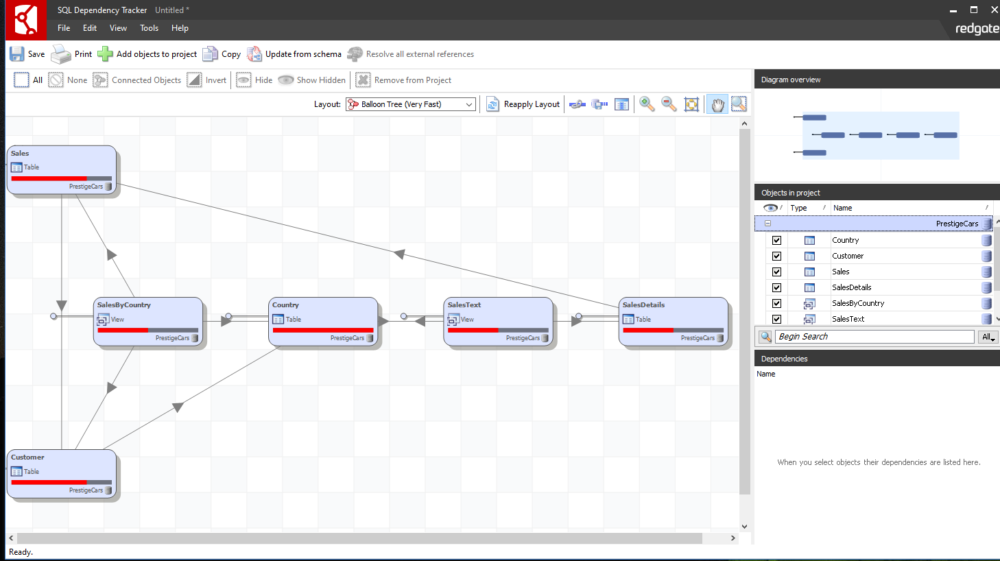 SQL Dependency Tracker Untitled *
File Edit View Tools Help
redgate
Save Print Add objects to project Copy Update from schema Resolve all external references
All None Connected Objects Invert Hide Show Hidden Remove from Project
Layout: Balloon Tree (Very Fast) Reapply Layout
Sales
Table
PrestigeCars
SalesByCountry
View
PrestigeCars
Country
Table
PrestigeCars
SalesText
View
PrestigeCars
SalesDetails
Table
PrestigeCars
Customer
Table
PrestigeCars
Diagram overview
Objects in project
Type Name
PrestigeCars
Country
Customer
Sales
SalesDetails
SalesByCountry
SalesText
Begin Search All
Dependencies
Name
When you select objects their dependencies are listed here.
Ready.